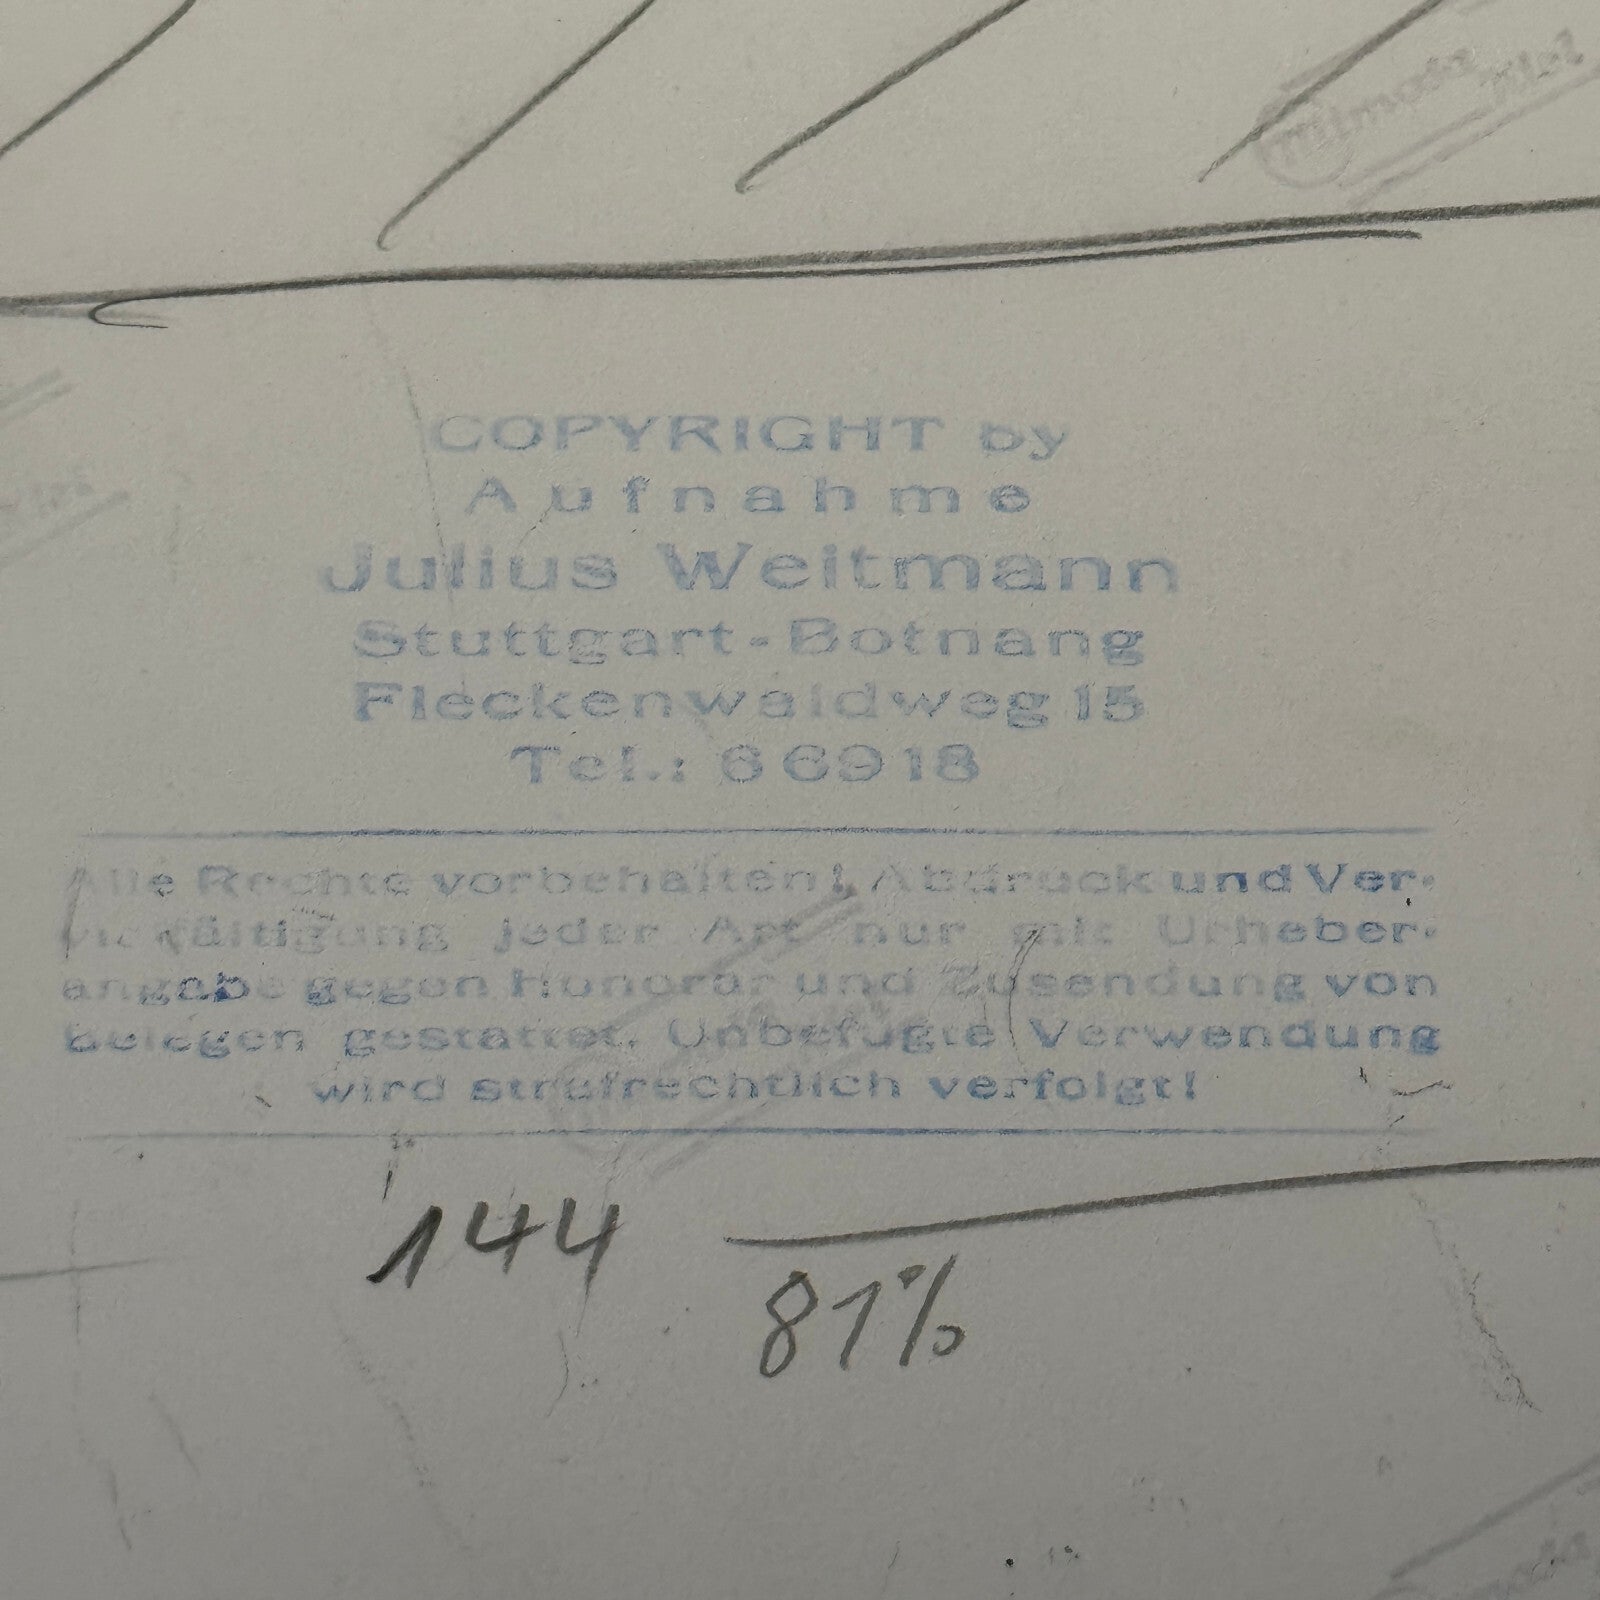 COPYRIGHT by
Aufnahme
Julius Weitmann
Stuttgart-Botnang
Fleckenwaldweg 15
Tel.: 66918
Alle Rechte vorbehalten! Abdruck und Ver-
vielfältigung jeder Art nur mit Urheber-
angabe gegen Honorar und Zusendung von
Belegen gestattet. Unbefugte Verwendung
wird strafrechtlich verfolgt!
144
81%